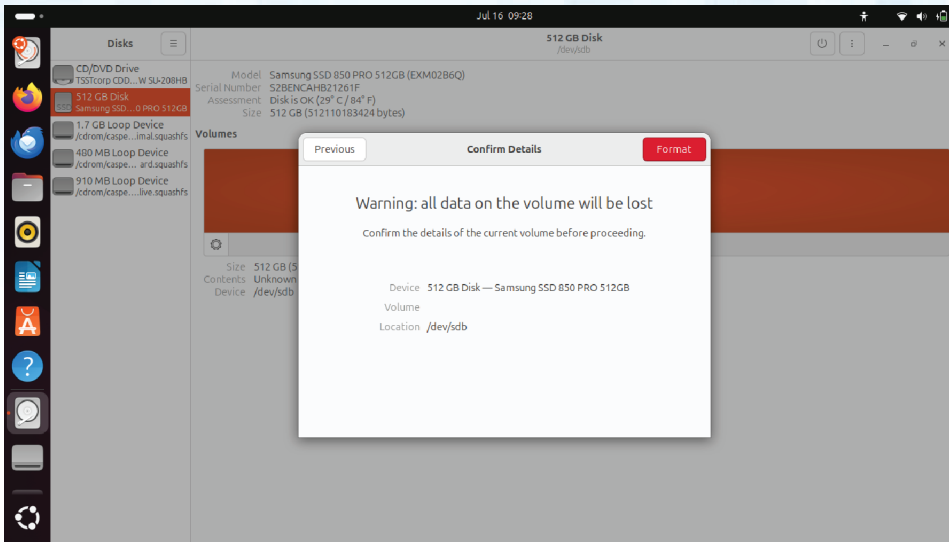 Jul 16 09:28
Disks
512 GB Disk
/dev/sdb
CD/DVD Drive
TSSTcorp CDD...W SU-208HB
512 GB Disk
Samsung SSD...0 PRO 512GB
SSD
1.7 GB Loop Device
/cdrom/caspe...imal.squashfs
480 MB Loop Device
/cdrom/caspe... ard.squashfs
910 MB Loop Device
/cdrom/caspe....live.squashfs
Model Samsung SSD 850 PRO 512GB (EXM02B6Q)
Serial Number S2BENCAHB21261F
Assessment Disk is OK (29° C / 84° F)
Size 512 GB (512110183424 bytes)
Volumes
Size 512 GB (5
Contents Unknown
Device /dev/sdb
Previous
Confirm Details
Format
Warning: all data on the volume will be lost
Confirm the details of the current volume before proceeding.
Device 512 GB Disk — Samsung SSD 850 PRO 512GB
Volume
Location /dev/sdb